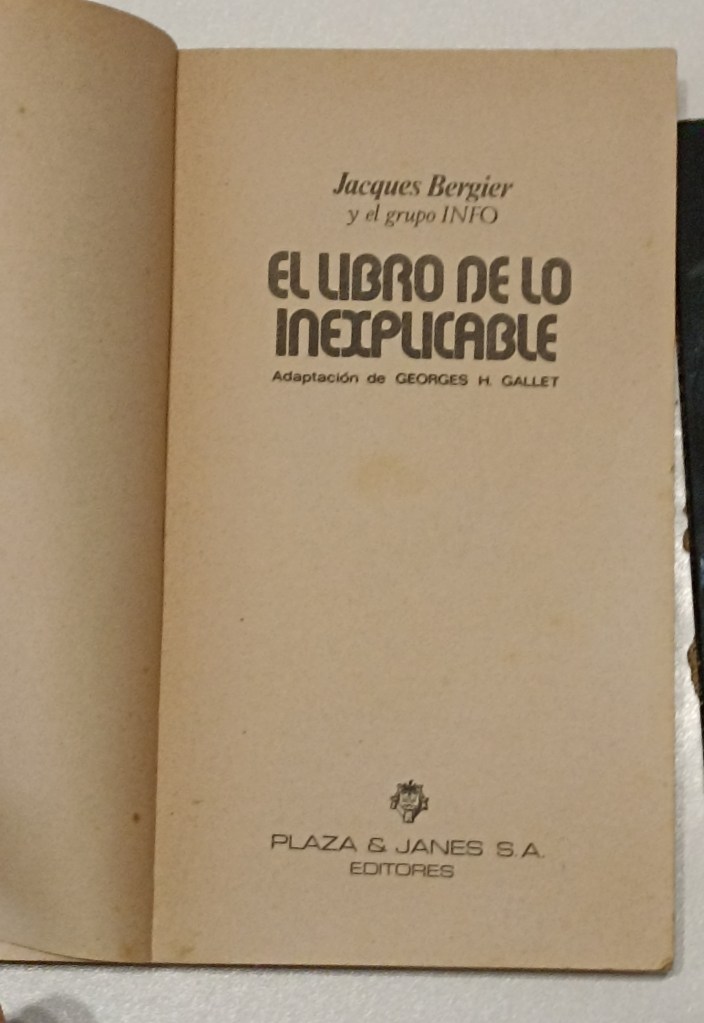 Jacques Bergier
y el grupo INFO
EL LIBRO DE LO
INEXPLICABLE
Adaptación de GEORGES H. GALLET
PLAZA & JANES S.A.
EDITORES